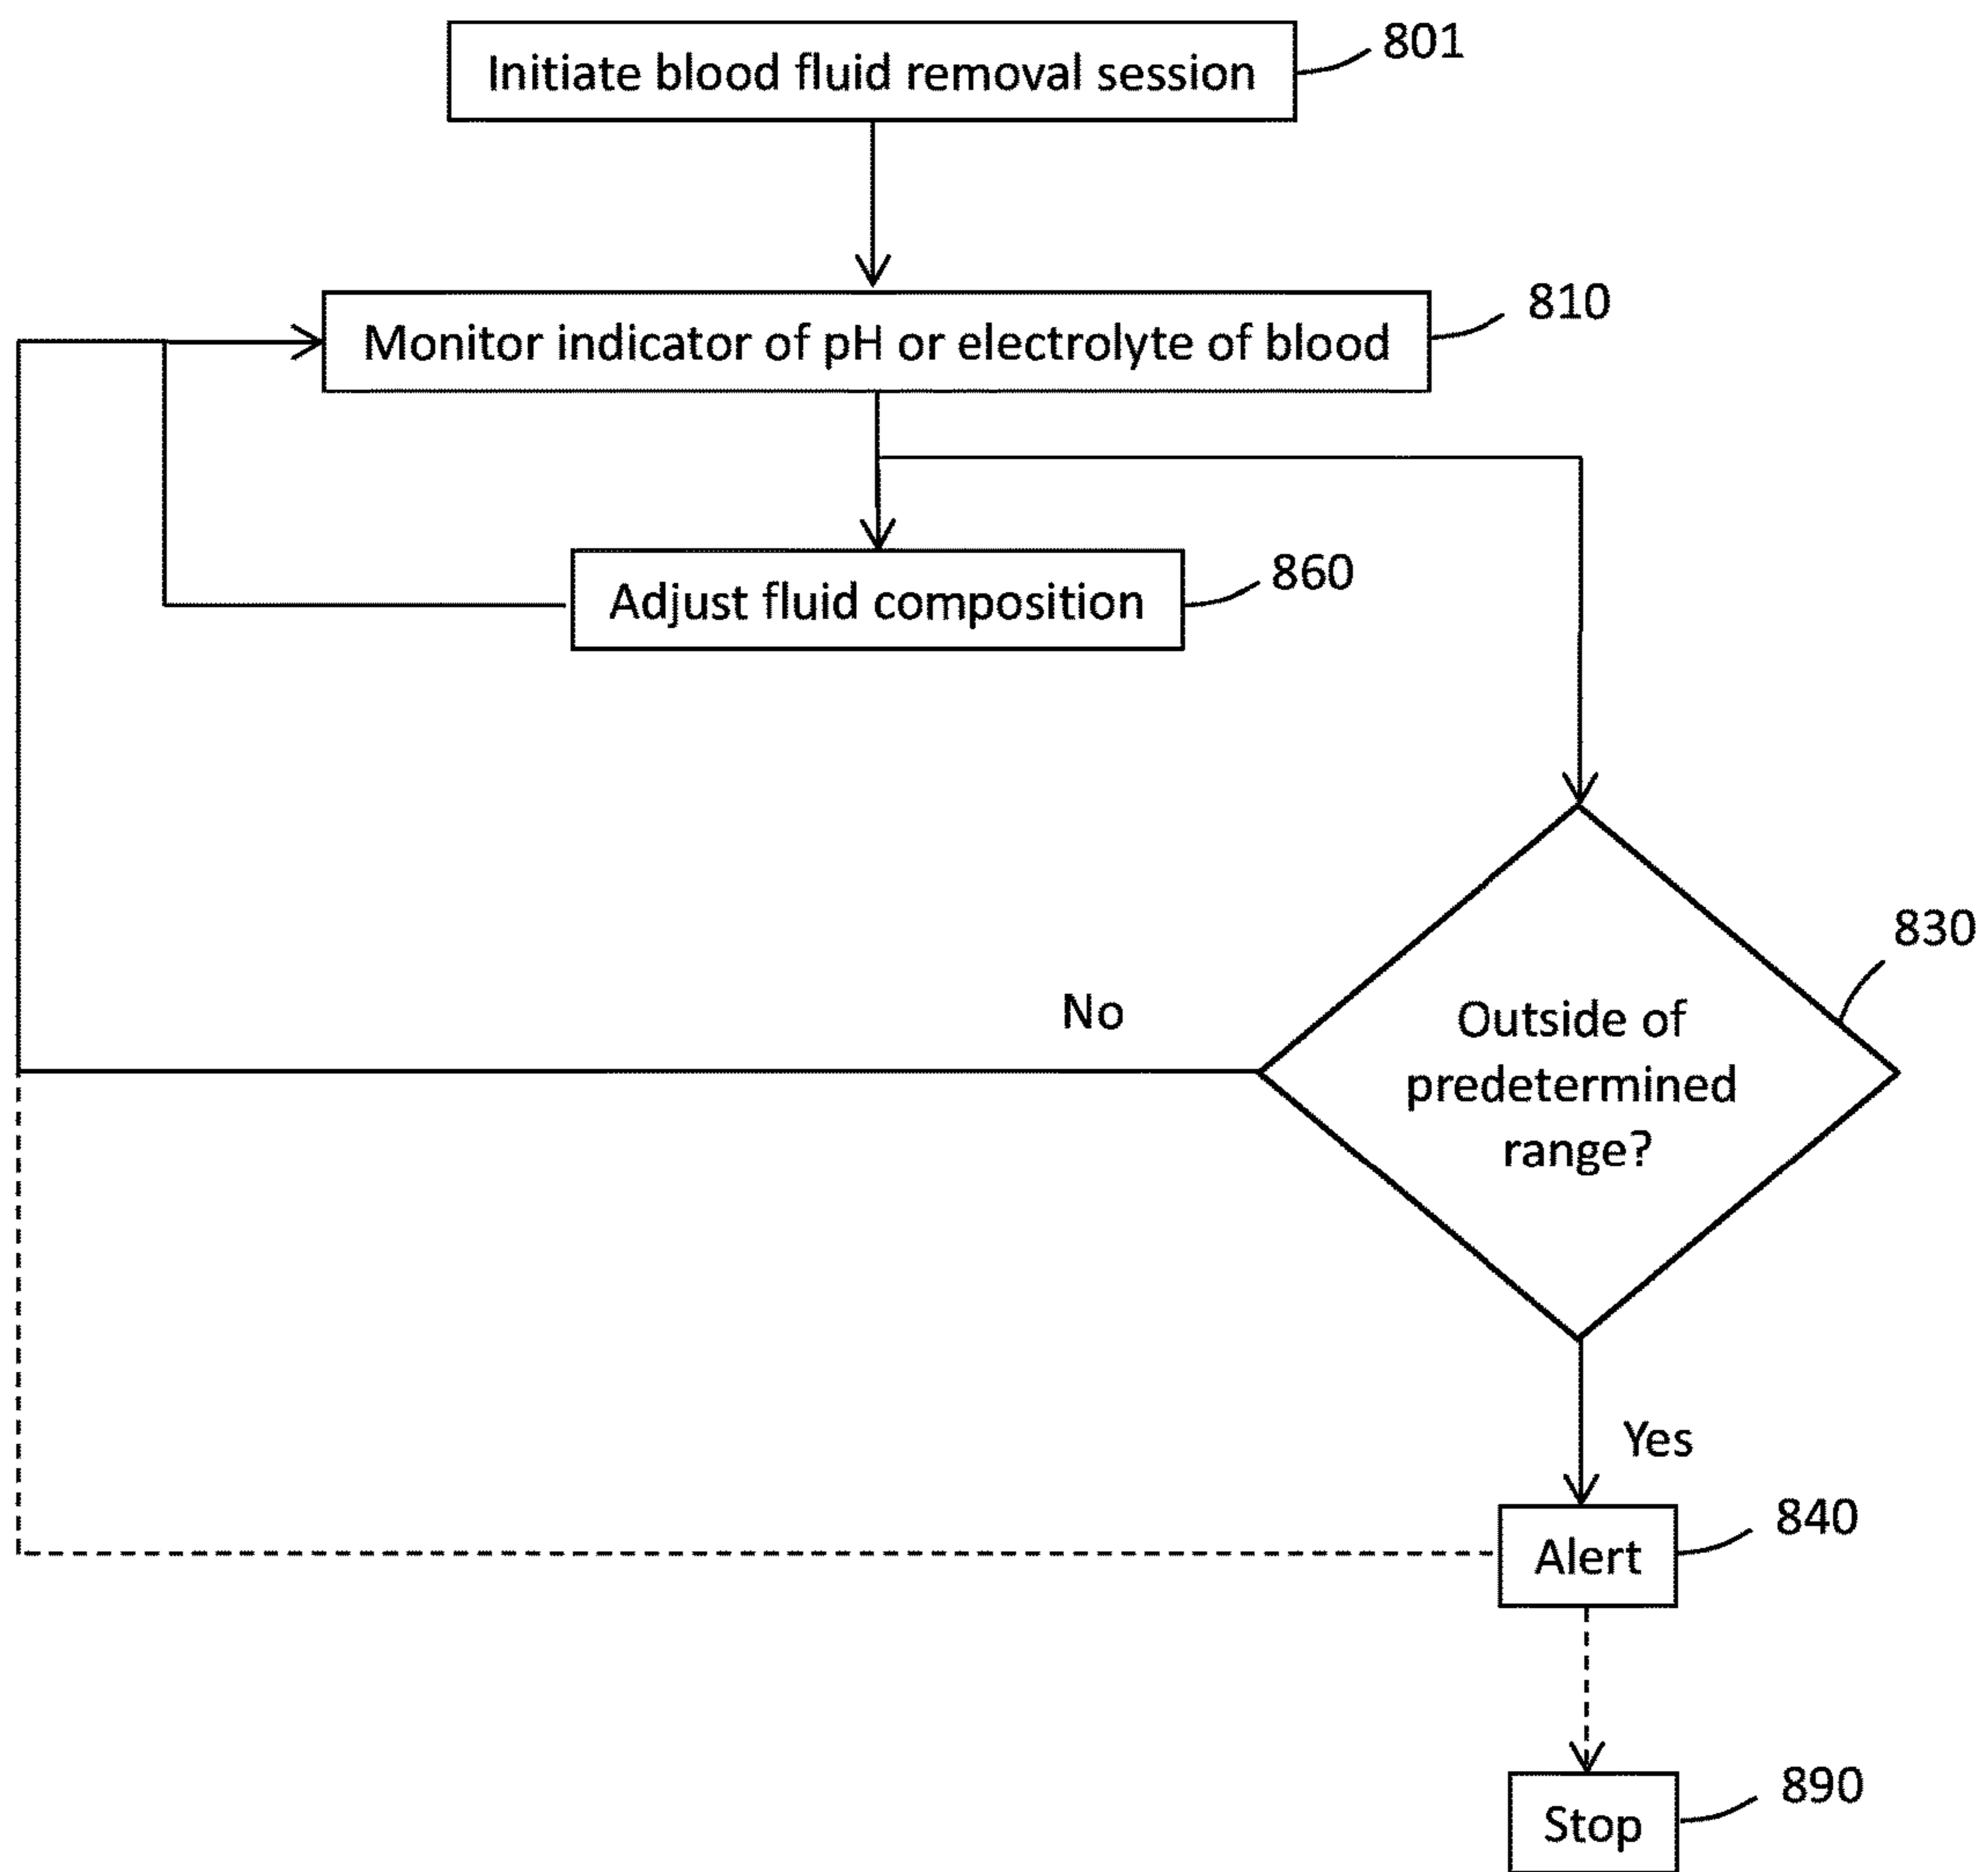 Initiate blood fluid removal session
801
Monitor indicator of pH or electrolyte of blood
810
Adjust fluid composition
860
830
No
Outside of
predetermined
range?
Yes
Alert
840
Stop
890